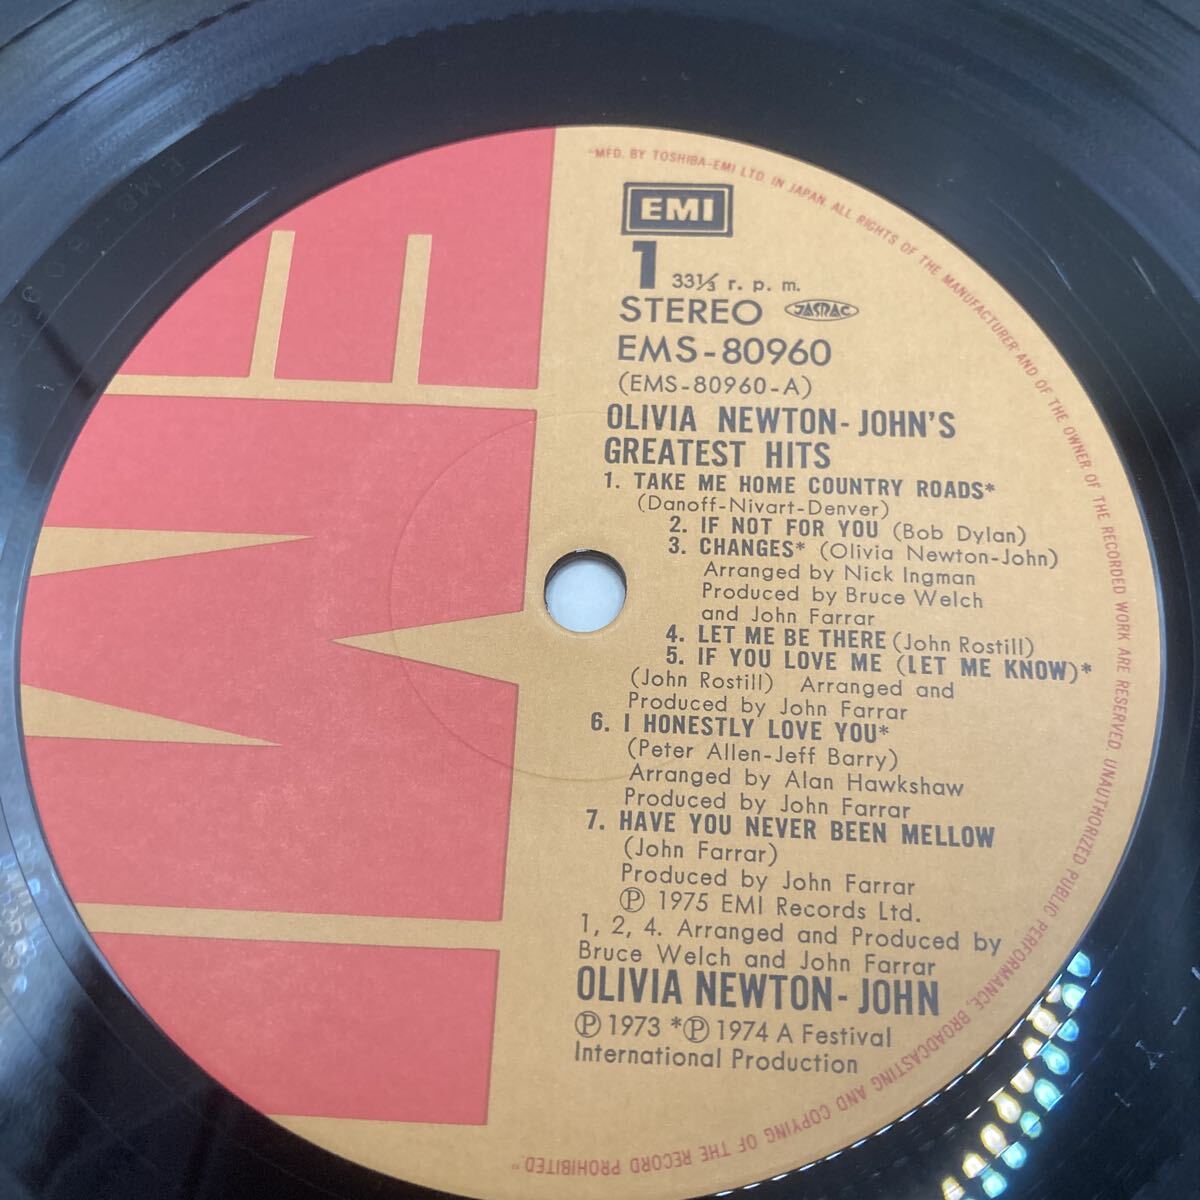 "MFD. BY TOSHIBA-EMI LTD. IN JAPAN. ALL RIGHTS OF THE MANUFACTURER AND OF THE OWNER OF THE RECORDED WORK ARE RESERVED. UNAUTHORIZED PUBLIC PERFORMANCE, BROADCASTING AND COPYING OF THE RECORD PROHIBITED."
EMI
1 33⅓ r. p. m.
STEREO JASRAC
EMS-80960
(EMS-80960-A)
OLIVIA NEWTON-JOHN'S
GREATEST HITS
1. TAKE ME HOME COUNTRY ROADS*
(Danoff-Nivart-Denver)
2. IF NOT FOR YOU (Bob Dylan)
3. CHANGES* (Olivia Newton-John)
Arranged by Nick Ingman
Produced by Bruce Welch
and John Farrar
4. LET ME BE THERE (John Rostill)
5. IF YOU LOVE ME (LET ME KNOW)*
(John Rostill) Arranged and
Produced by John Farrar
6. I HONESTLY LOVE YOU*
(Peter Allen-Jeff Barry)
Arranged by Alan Hawkshaw
Produced by John Farrar
7. HAVE YOU NEVER BEEN MELLOW
(John Farrar)
Produced by John Farrar
Ⓟ 1975 EMI Records Ltd.
1, 2, 4. Arranged and Produced by
Bruce Welch and John Farrar
OLIVIA NEWTON-JOHN
Ⓟ 1973 *Ⓟ 1974 A Festival
International Production